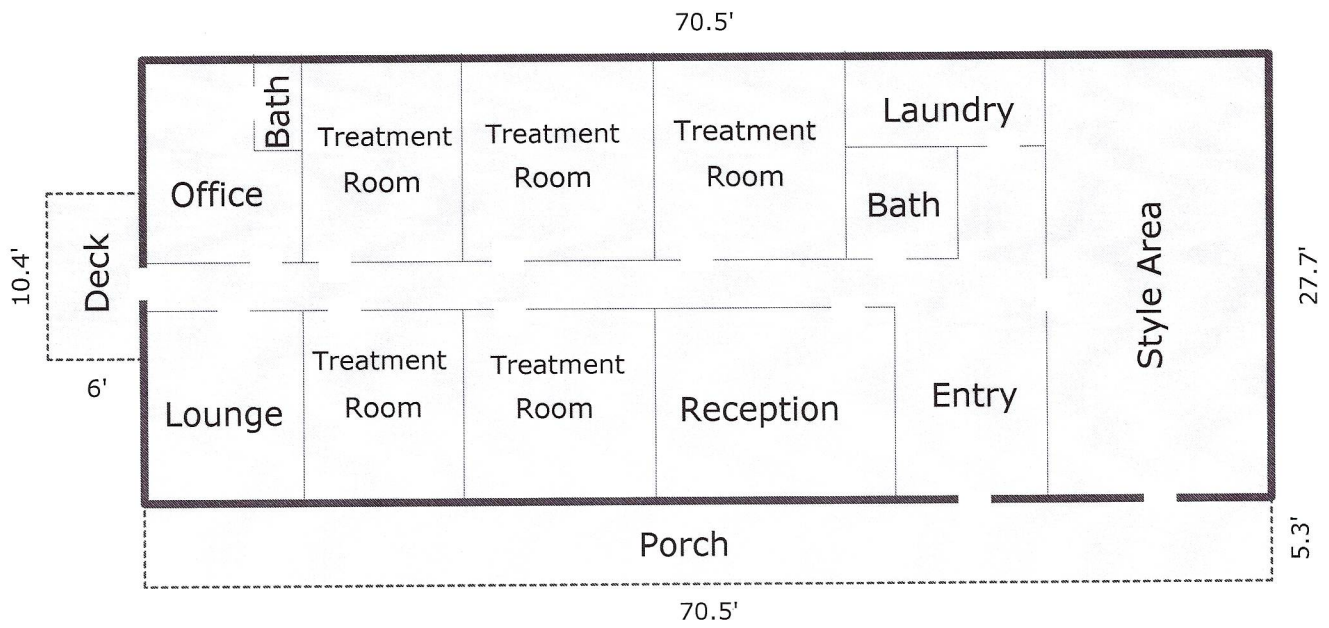 70.5'
Bath
Laundry
Treatment
Room
Treatment
Room
Treatment
Room
Office
Bath
Deck
10.4'
6'
Style Area
27.7'
Treatment
Room
Treatment
Room
Lounge
Reception
Entry
Porch
5.3'
70.5'